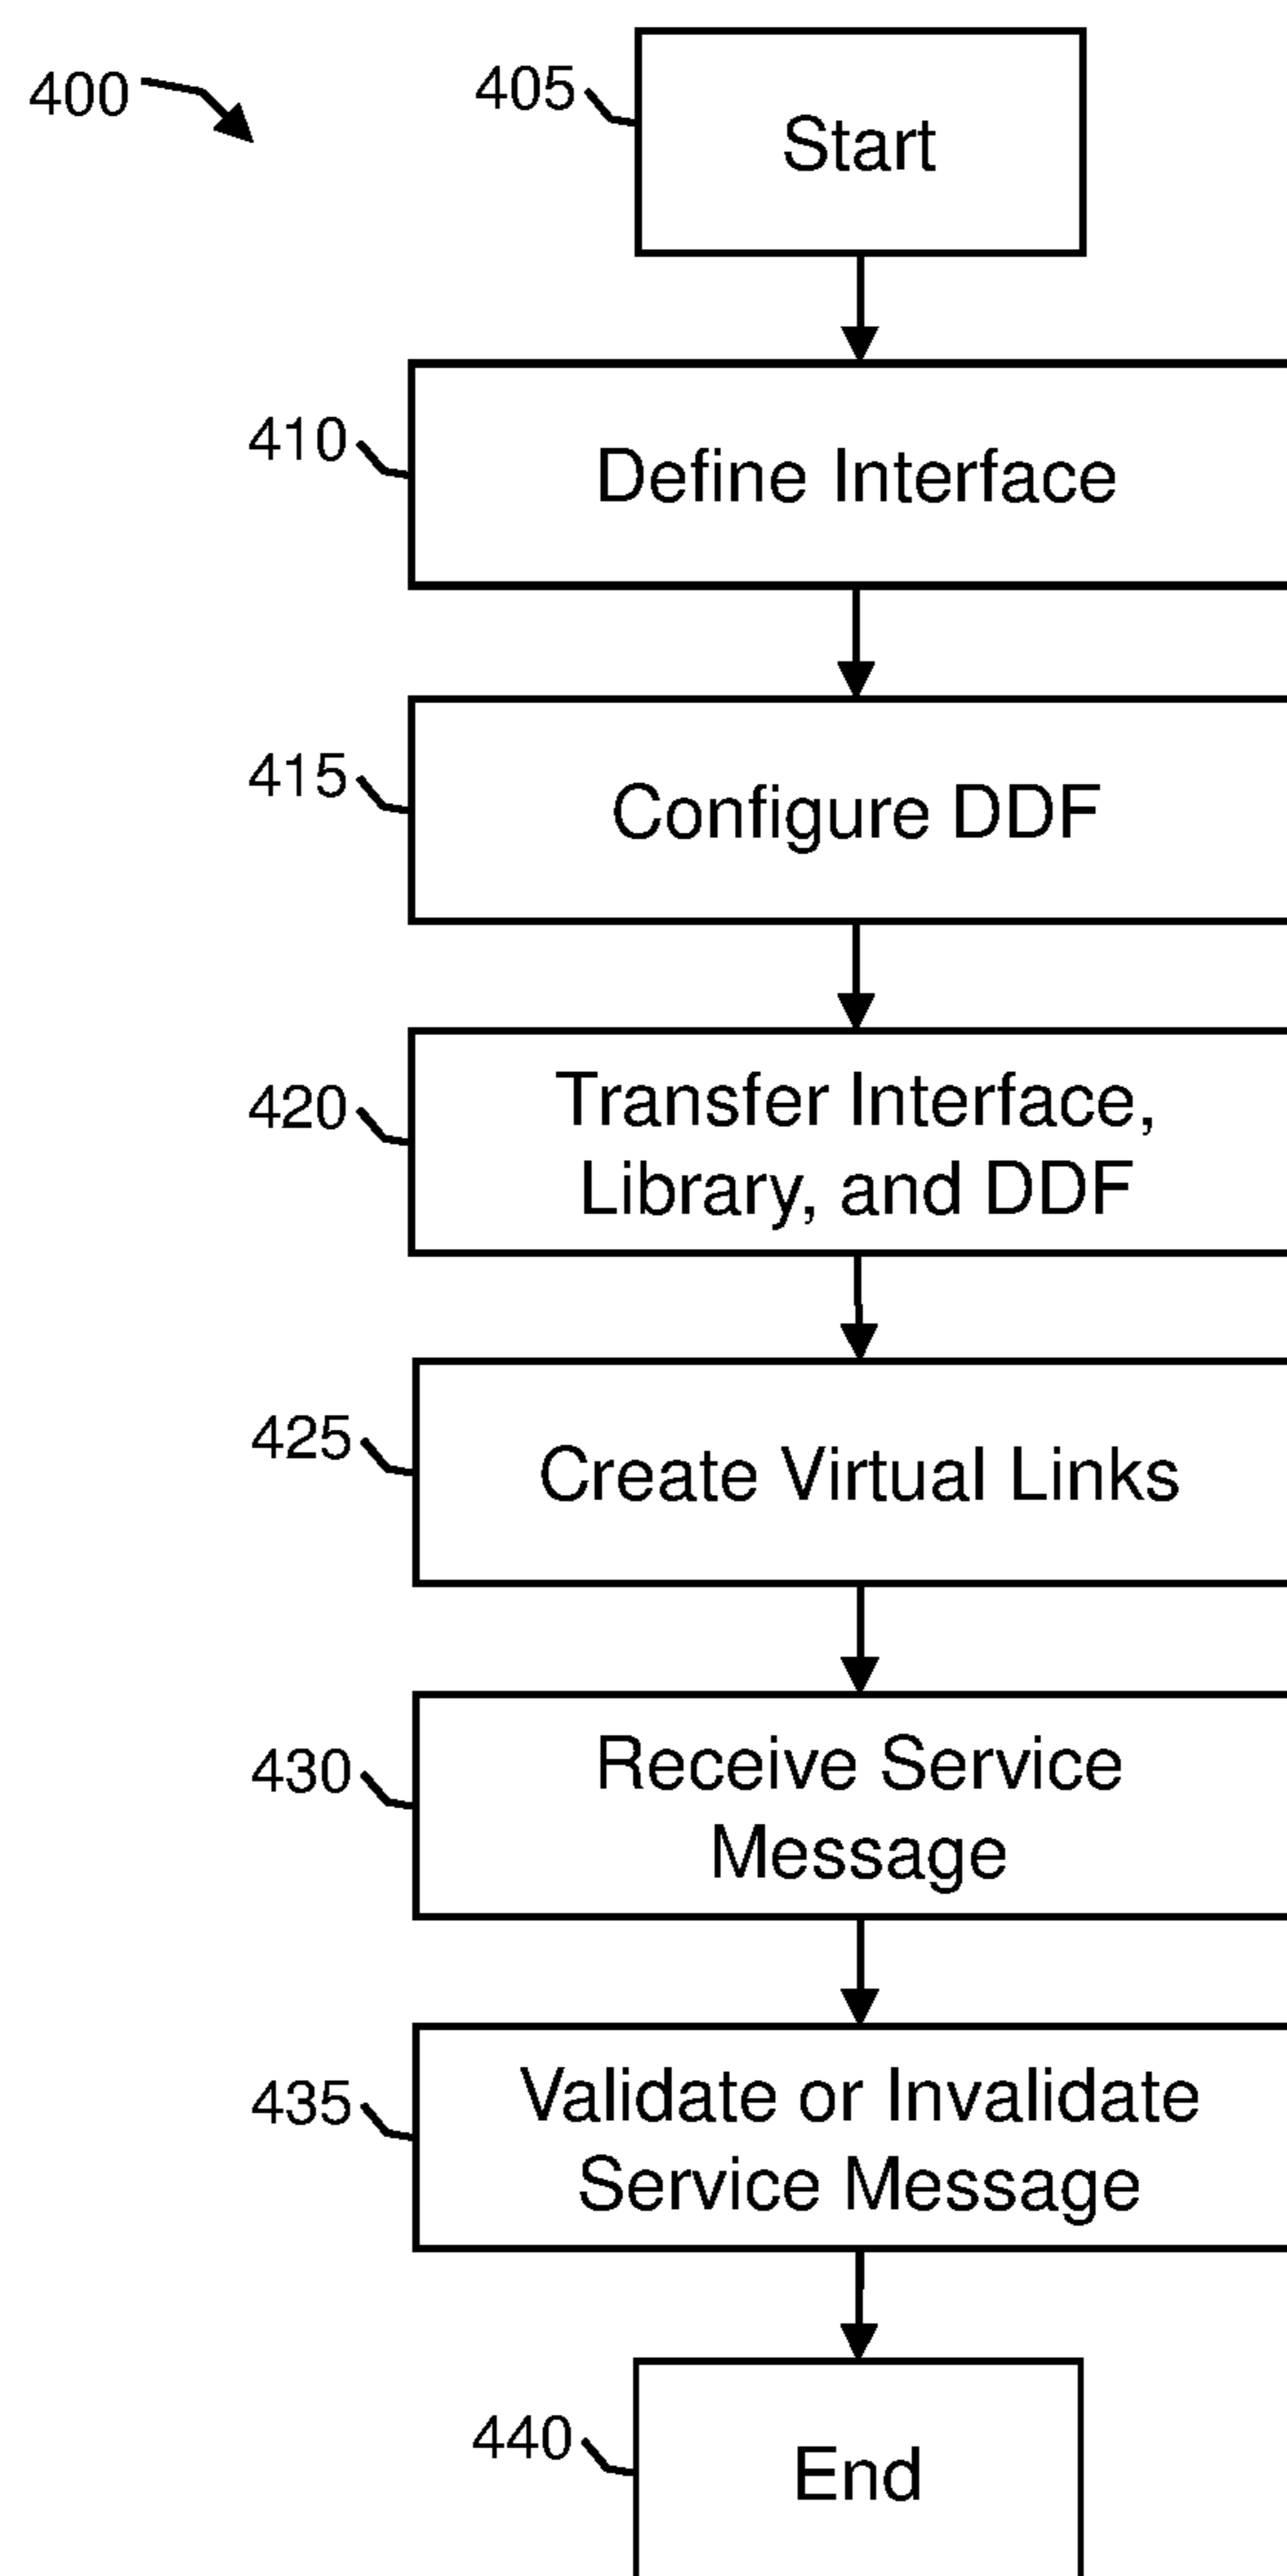 400
405
Start
410
Define Interface
415
Configure DDF
420
Transfer Interface,
Library, and DDF
425
Create Virtual Links
430
Receive Service
Message
435
Validate or Invalidate
Service Message
440
End